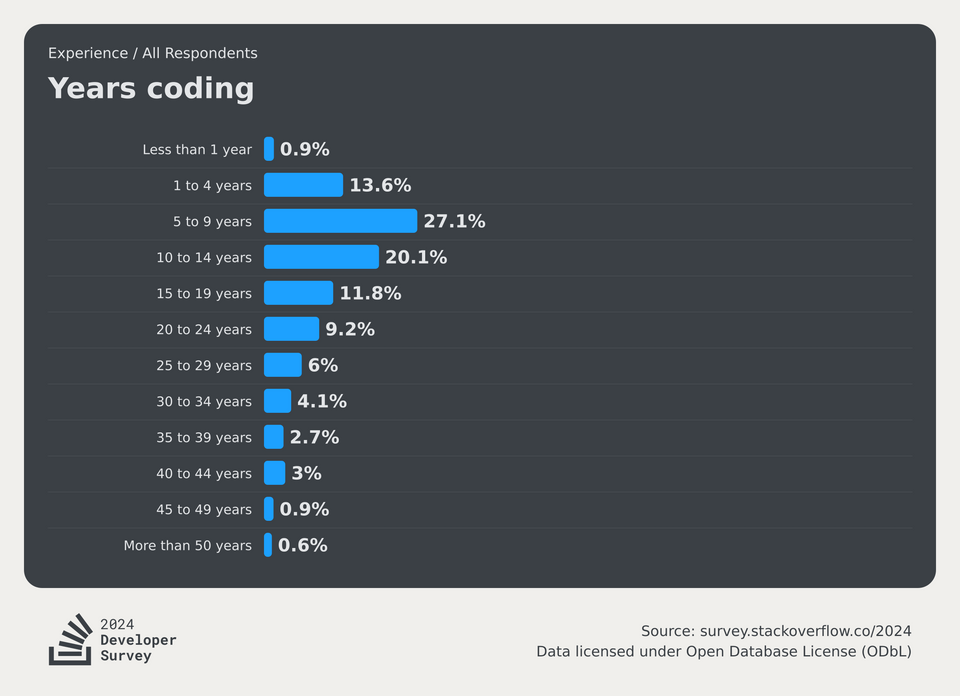 Experience / All Respondents
Years coding
Less than 1 year 0.9%
1 to 4 years 13.6%
5 to 9 years 27.1%
10 to 14 years 20.1%
15 to 19 years 11.8%
20 to 24 years 9.2%
25 to 29 years 6%
30 to 34 years 4.1%
35 to 39 years 2.7%
40 to 44 years 3%
45 to 49 years 0.9%
More than 50 years 0.6%
2024
Developer
Survey
Source: survey.stackoverflow.co/2024
Data licensed under Open Database License (ODbL)